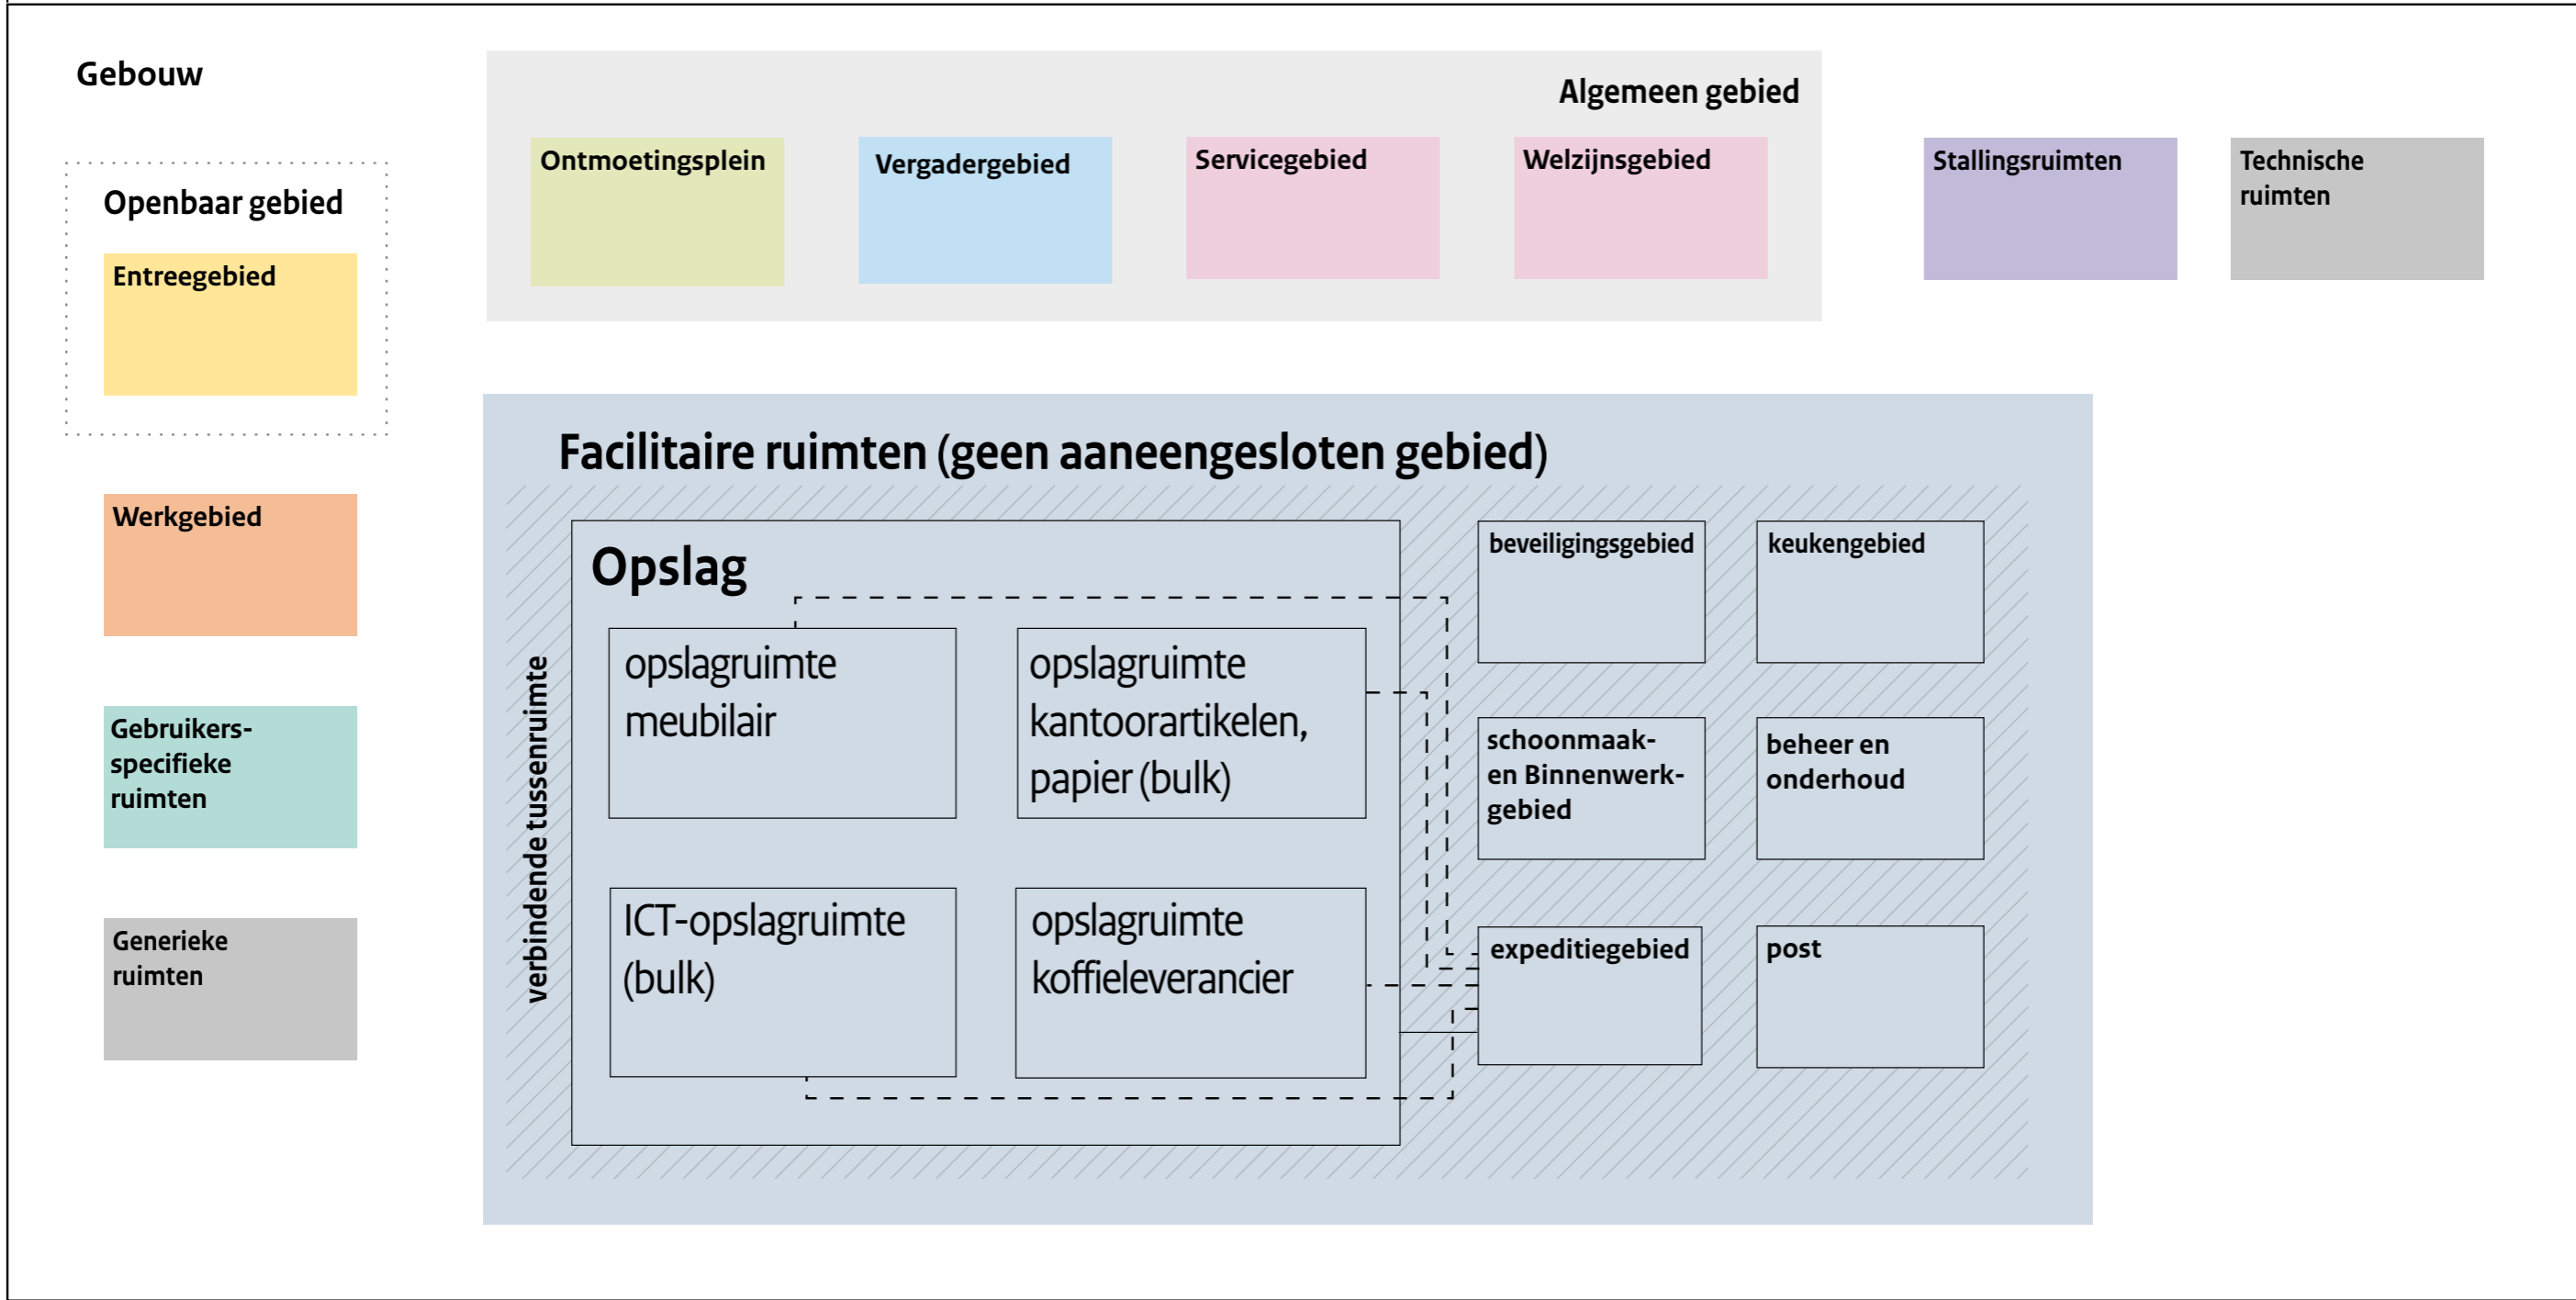 Gebouw
Algemeen gebied
Ontmoetingsplein
Vergadergebied
Servicegebied
Welzijnsgebied
Stallingsruimten
Technische
ruimten
Openbaar gebied
Entreegebied
Werkgebied
Gebruikers-
specifieke
ruimten
Generieke
ruimten
Facilitaire ruimten (geen aaneengesloten gebied)
verbindende tussenruimte
Opslag
opslagruimte
meubilair
opslagruimte
kantoorartikelen,
papier (bulk)
ICT-opslagruimte
(bulk)
opslagruimte
koffieleverancier
beveiligingsgebied
keukengebied
schoonmaak-
en Binnenwerk-
gebied
beheer en
onderhoud
expeditiegebied
post